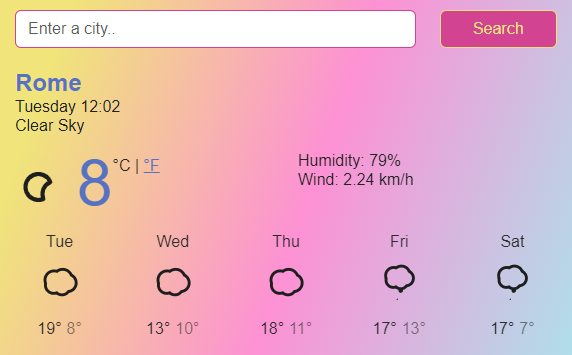 Enter a city..
Search
Rome
Tuesday 12:02
Clear Sky
8 °C | °F
Humidity: 79%
Wind: 2.24 km/h
Tue Wed Thu Fri Sat
19° 8° 13° 10° 18° 11° 17° 13° 17° 7°